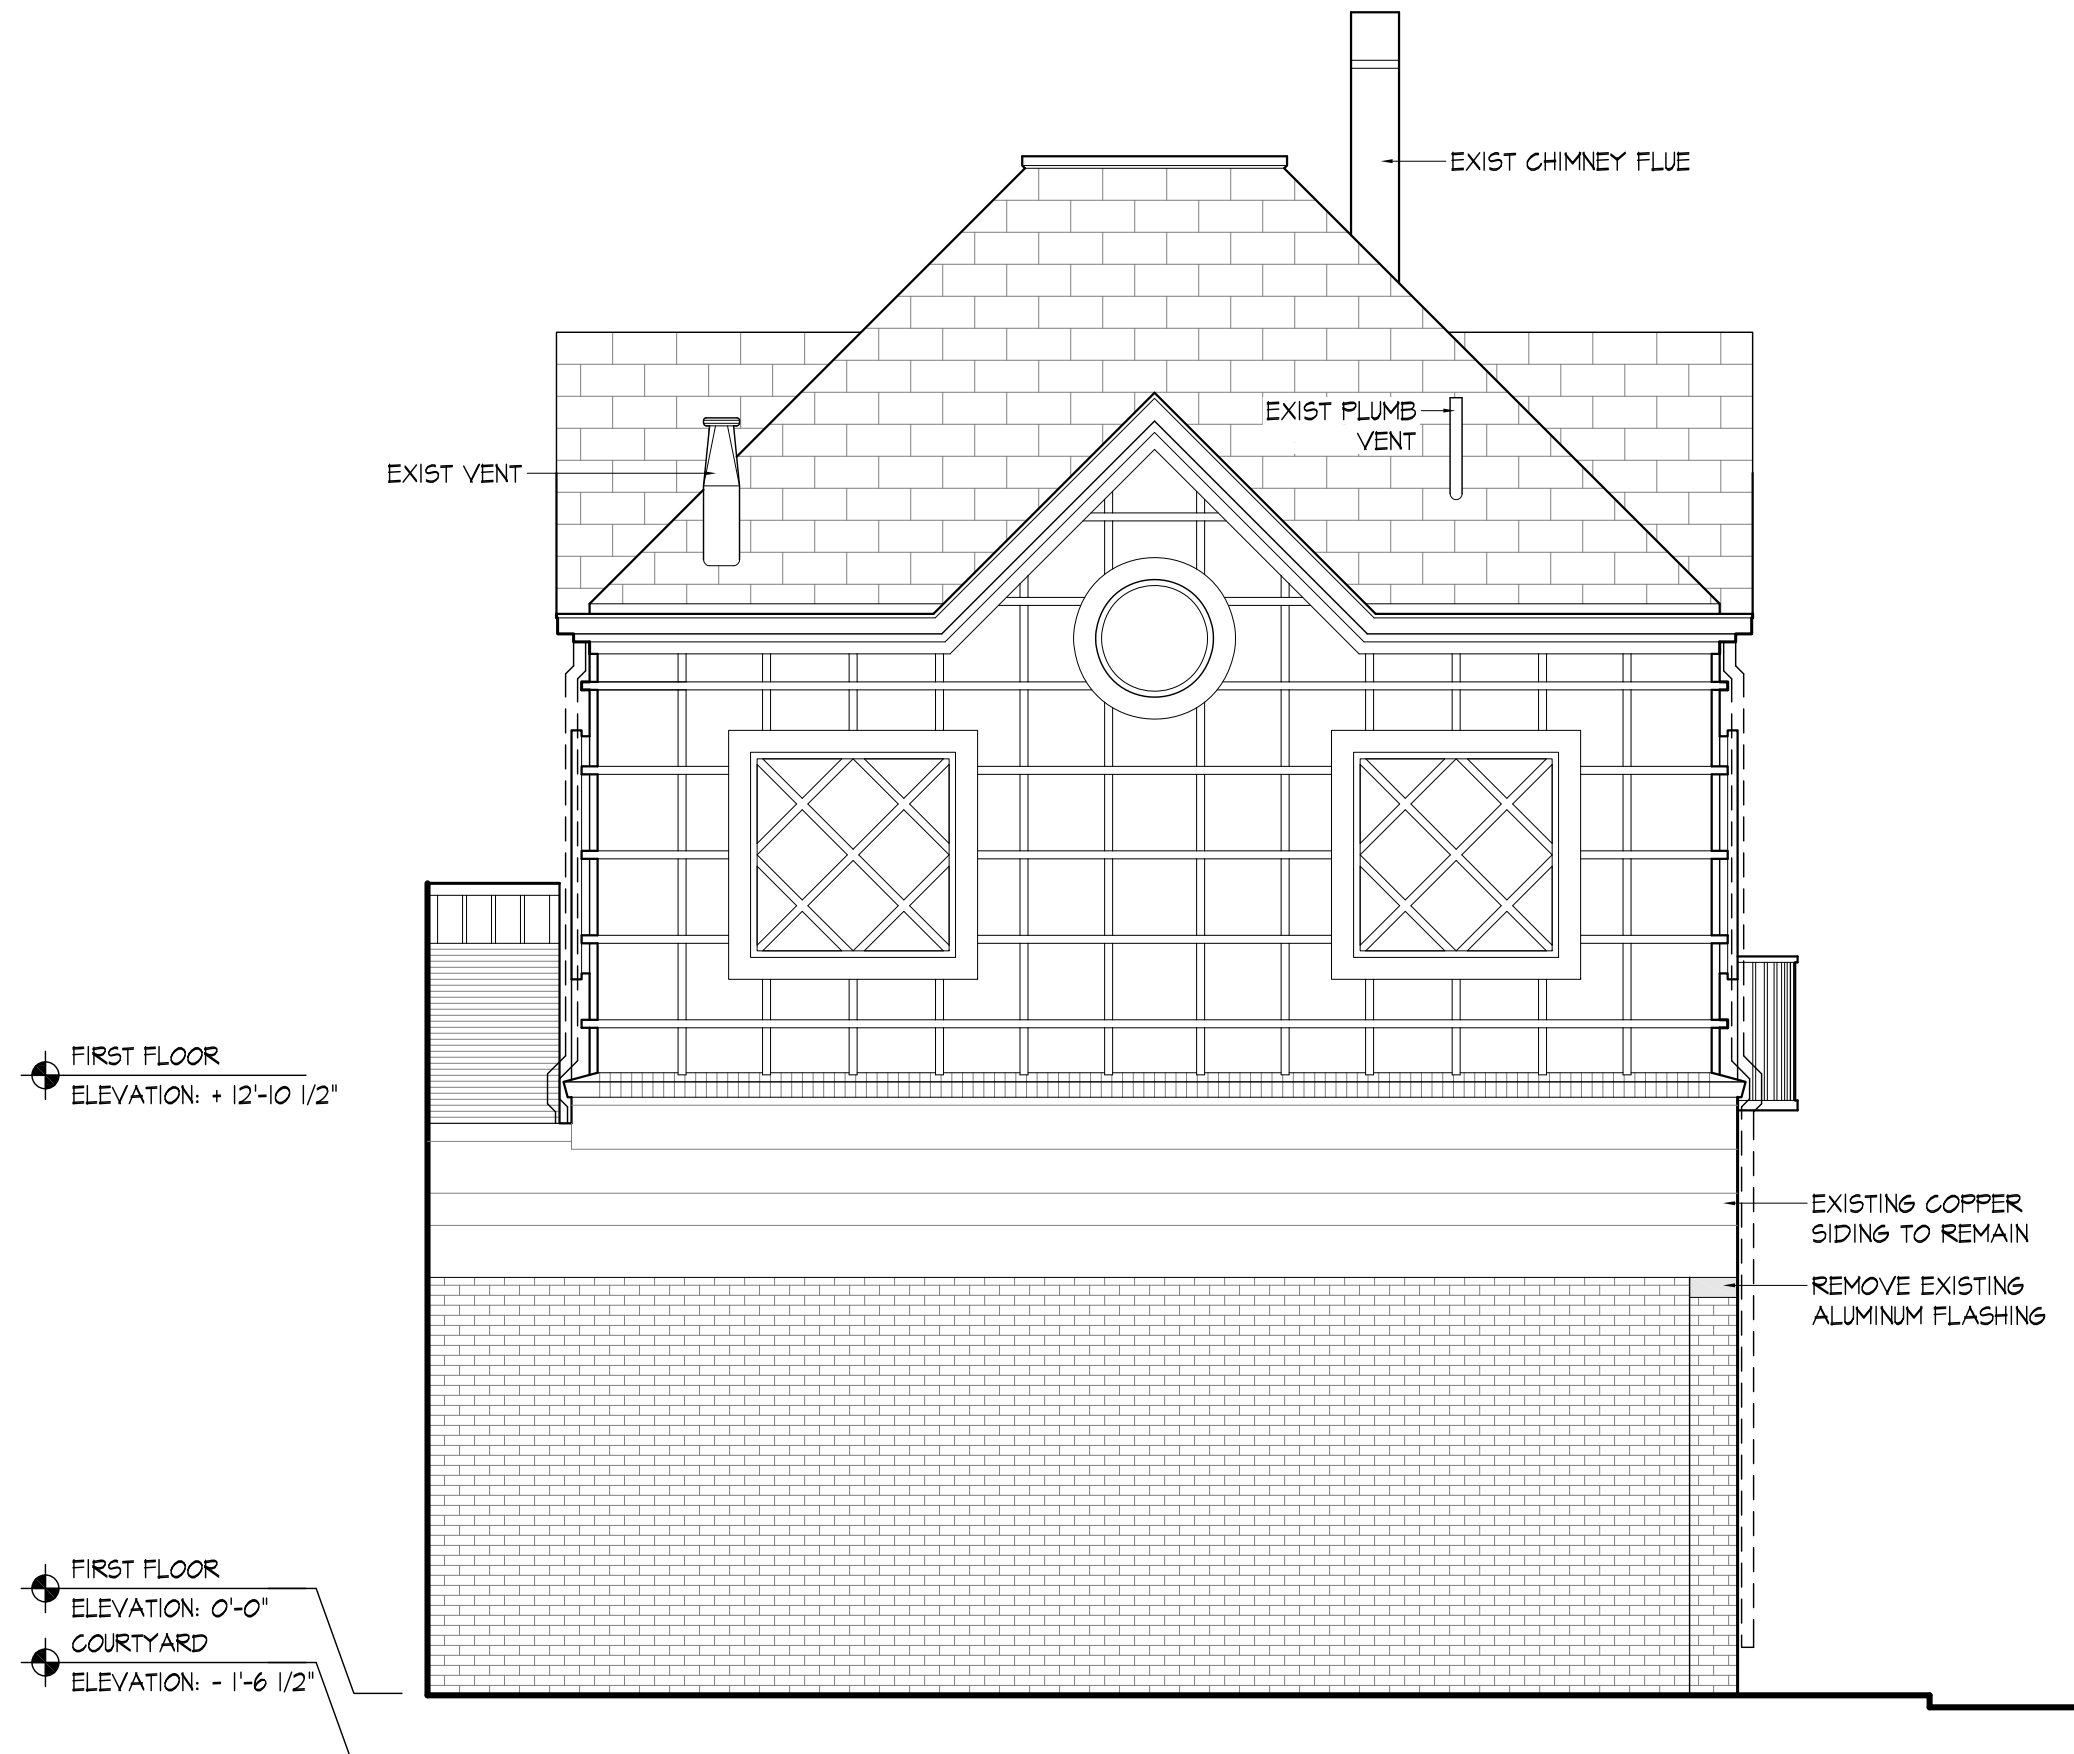 EXIST CHIMNEY FLUE
EXIST PLUMB
VENT
EXIST VENT
FIRST FLOOR
ELEVATION: + 12'-10 1/2"
EXISTING COPPER
SIDING TO REMAIN
REMOVE EXISTING
ALUMINUM FLASHING
FIRST FLOOR
ELEVATION: 0'-0"
COURTYARD
ELEVATION: - 1'-6 1/2"